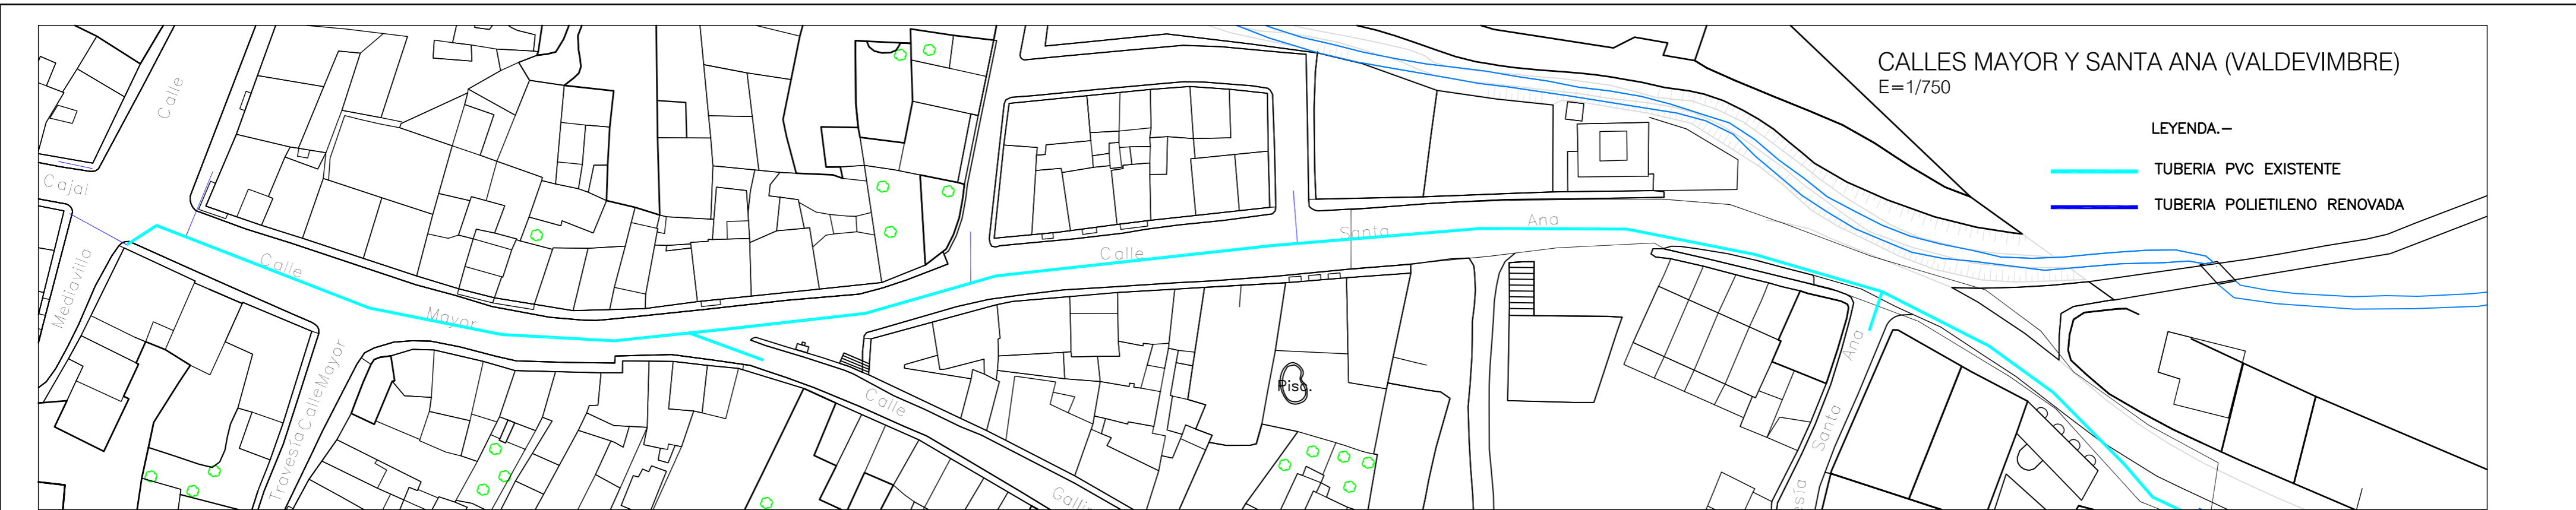 CALLES MAYOR Y SANTA ANA (VALDEVIMBRE)
E=1/750
LEYENDA.-
TUBERIA PVC EXISTENTE
TUBERIA POLIETILENO RENOVADA
Calle
Cajal
Mediavilla
Calle
Mayor
Travesía Calle Mayor
Calle
Calle
Santa
Ana
Pisc.
Ana
Santa